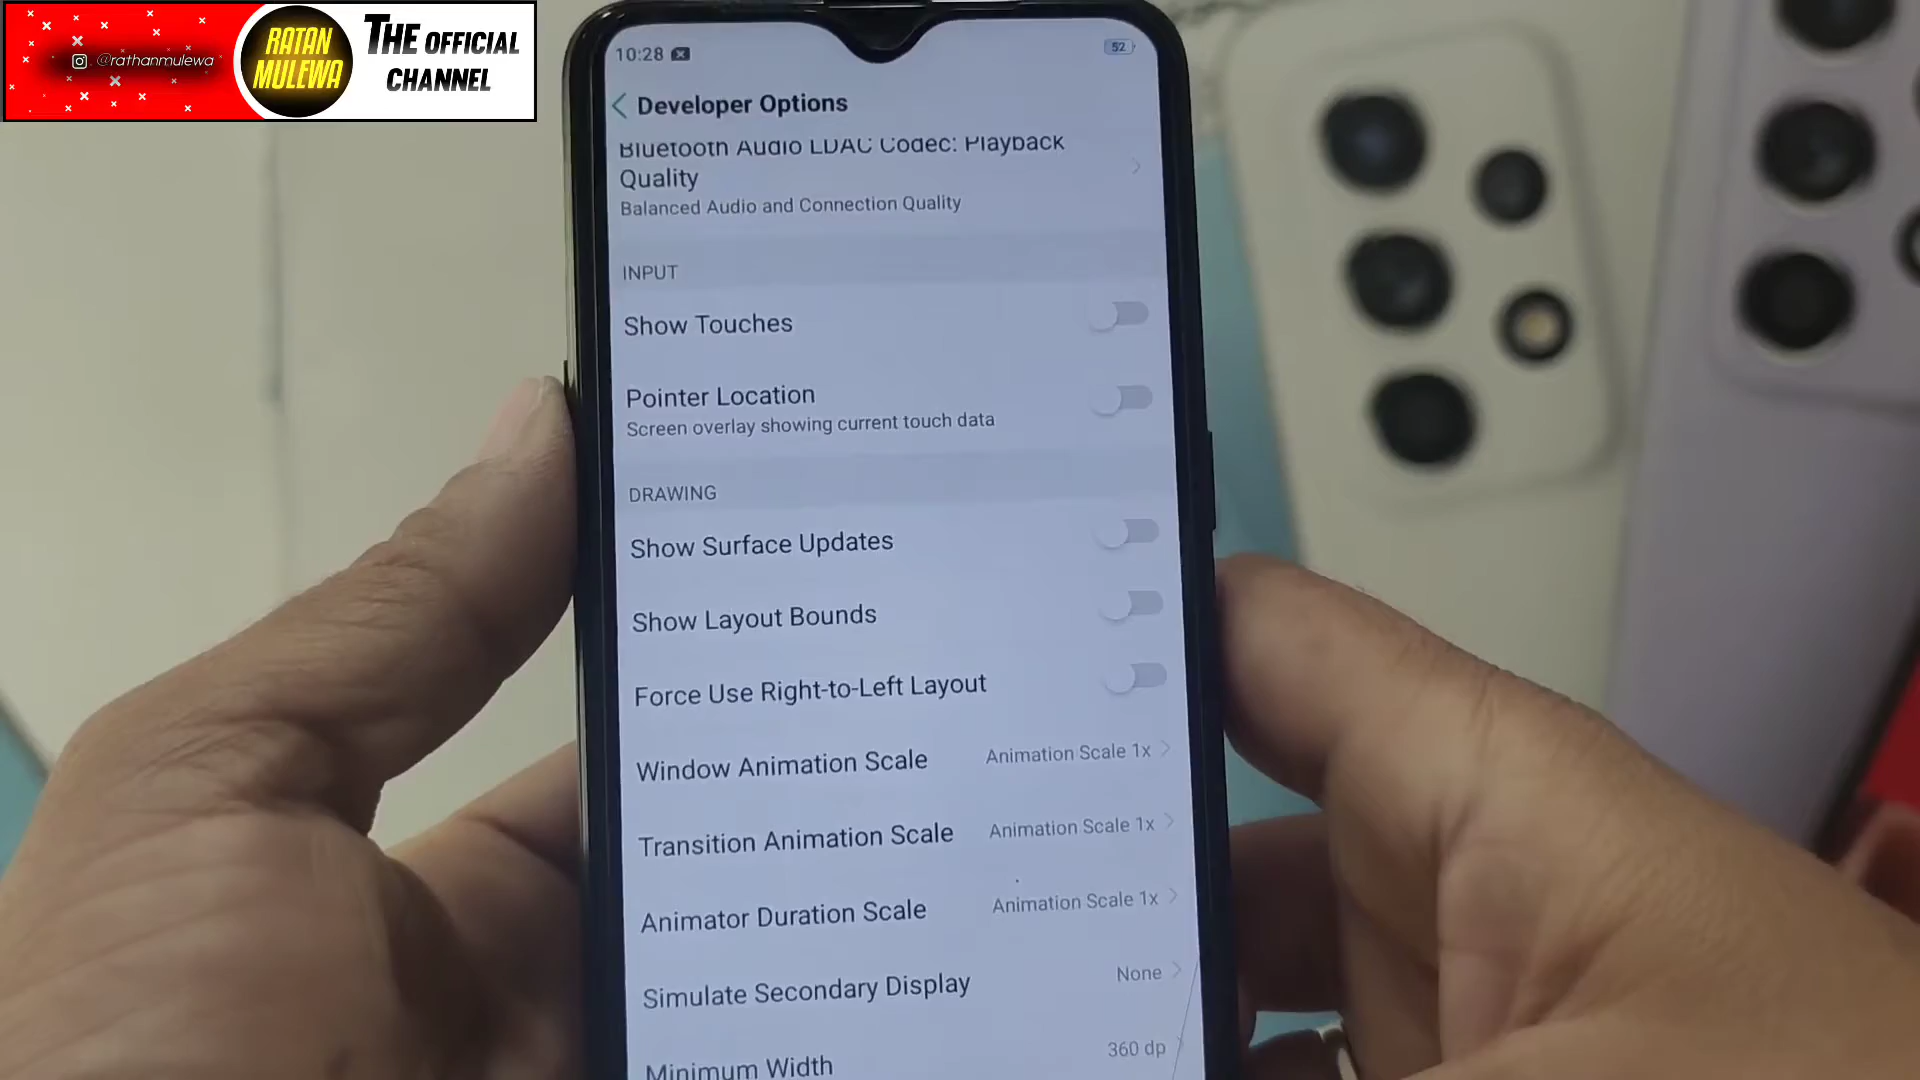 @rathanmulewa
RATAN
MULEWA
THE OFFICIAL
CHANNEL
10:28
52
Developer Options
Bluetooth Audio LDAC Codec: Playback
Quality
Balanced Audio and Connection Quality
INPUT
Show Touches
Pointer Location
Screen overlay showing current touch data
DRAWING
Show Surface Updates
Show Layout Bounds
Force Use Right-to-Left Layout
Window Animation Scale Animation Scale 1x
Transition Animation Scale Animation Scale 1x
Animator Duration Scale Animation Scale 1x
Simulate Secondary Display None
Minimum Width 360 dp